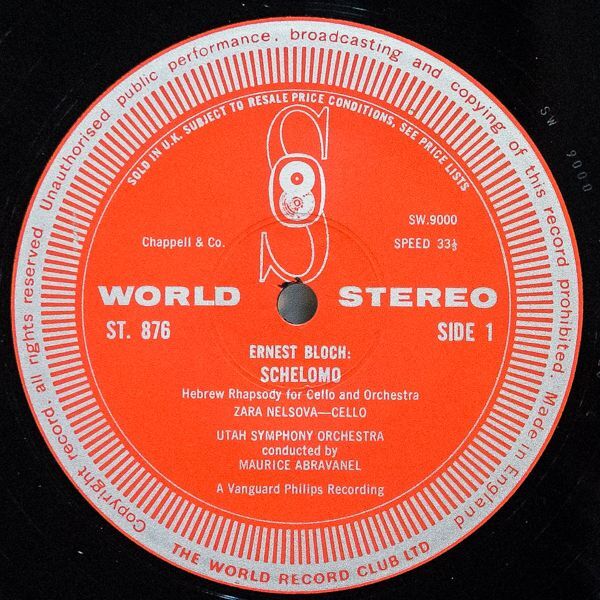 Copyright record. all rights reserved Unauthorised public performance, broadcasting and copying of this record prohibited Made in England
SOLD IN U.K. SUBJECT TO RESALE PRICE CONDITIONS, SEE PRICE LISTS
SW 9000
SW.9000
Chappell & Co.
SPEED 33⅓
WORLD STEREO
ST. 876
SIDE 1
ERNEST BLOCH:
SCHELOMO
Hebrew Rhapsody for Cello and Orchestra
ZARA NELSOVA—CELLO
UTAH SYMPHONY ORCHESTRA
conducted by
MAURICE ABRAVANEL
A Vanguard Philips Recording
THE WORLD RECORD CLUB LTD